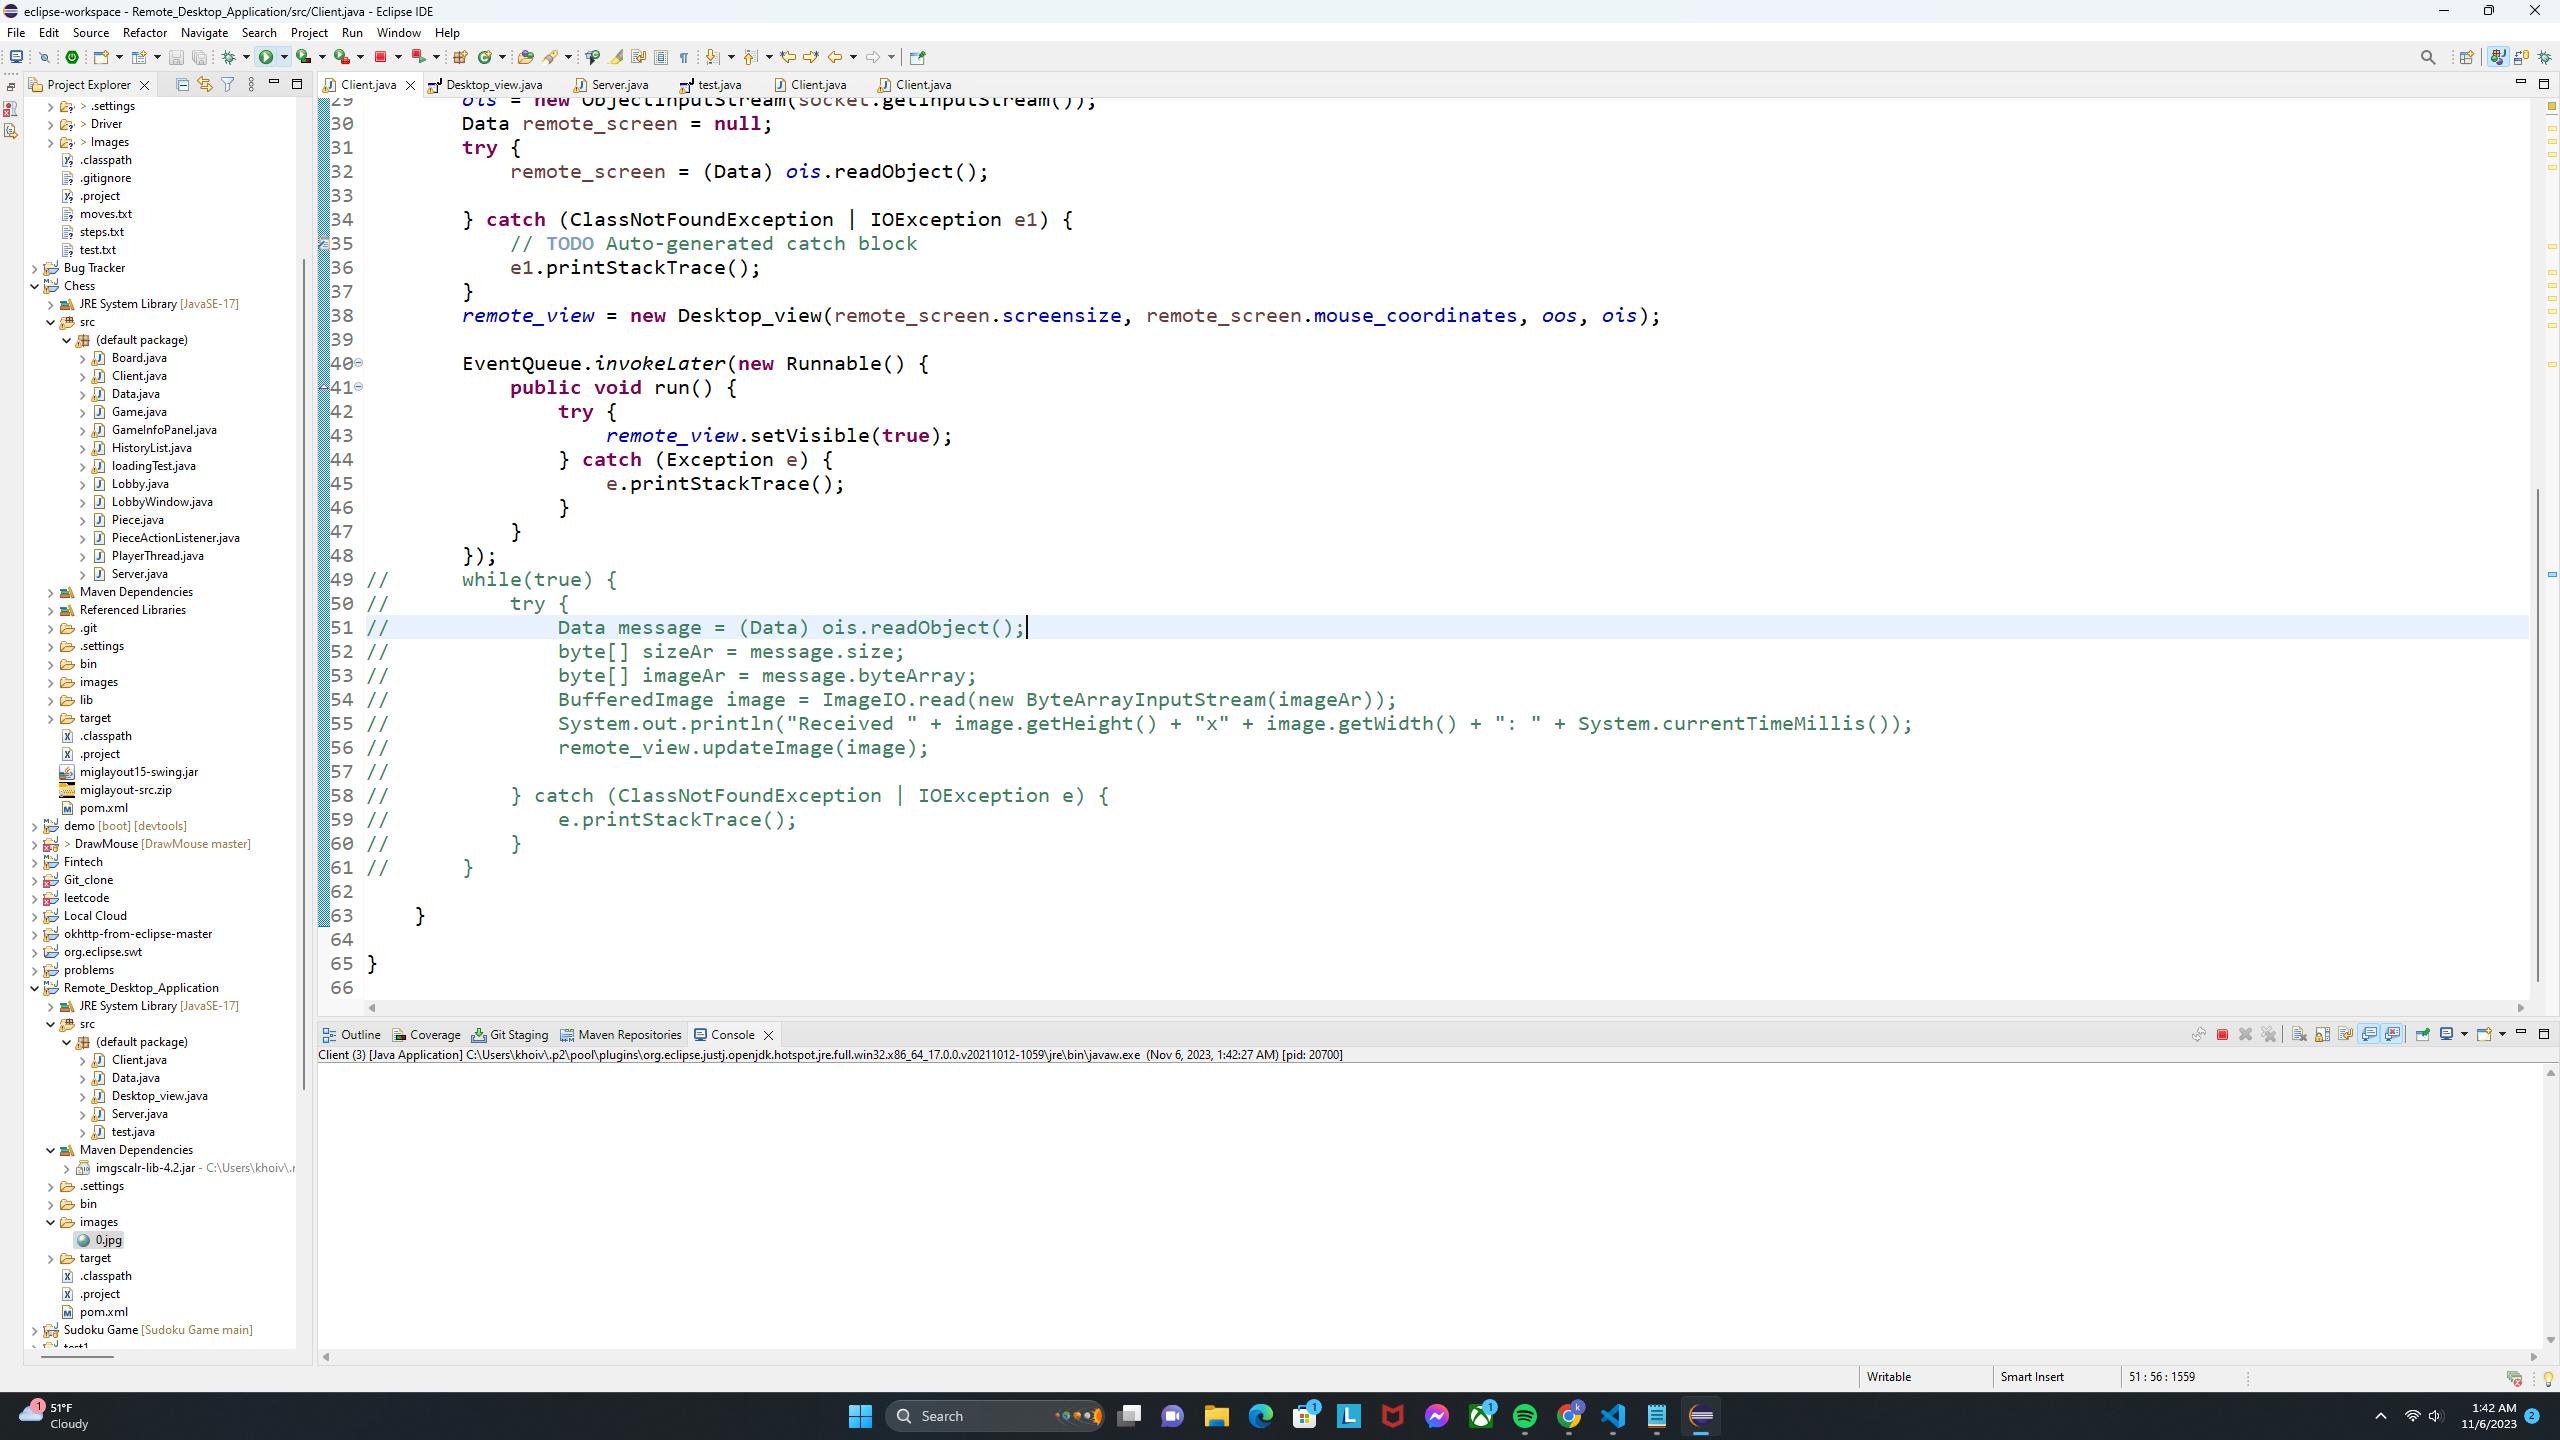 eclipse-workspace - Remote_Desktop_Application/src/Client.java - Eclipse IDE
File Edit Source Refactor Navigate Search Project Run Window Help
Project Explorer
> .settings
> Driver
> Images
.classpath
.gitignore
.project
moves.txt
steps.txt
test.txt
Bug Tracker
Chess
JRE System Library [JavaSE-17]
src
(default package)
Board.java
Client.java
Data.java
Game.java
GameInfoPanel.java
HistoryList.java
loadingTest.java
Lobby.java
LobbyWindow.java
Piece.java
PieceActionListener.java
PlayerThread.java
Server.java
Maven Dependencies
Referenced Libraries
.git
.settings
bin
images
lib
target
.classpath
.project
miglayout15-swing.jar
miglayout-src.zip
pom.xml
demo [boot] [devtools]
> DrawMouse [DrawMouse master]
Fintech
Git_clone
leetcode
Local Cloud
okhttp-from-eclipse-master
org.eclipse.swt
problems
Remote_Desktop_Application
JRE System Library [JavaSE-17]
src
(default package)
Client.java
Data.java
Desktop_view.java
Server.java
test.java
Maven Dependencies
imgscalr-lib-4.2.jar - C:\Users\khoiv\.r
.settings
bin
images
0.jpg
target
.classpath
.project
pom.xml
Sudoku Game [Sudoku Game main]
test1
Client.java Desktop_view.java Server.java test.java Client.java Client.java
29 ois = new ObjectInputStream(socket.getInputStream());
30 Data remote_screen = null;
31 try {
32 remote_screen = (Data) ois.readObject();
33
34 } catch (ClassNotFoundException | IOException e1) {
35 // TODO Auto-generated catch block
36 e1.printStackTrace();
37 }
38 remote_view = new Desktop_view(remote_screen.screensize, remote_screen.mouse_coordinates, oos, ois);
39
40 EventQueue.invokeLater(new Runnable() {
41 public void run() {
42 try {
43 remote_view.setVisible(true);
44 } catch (Exception e) {
45 e.printStackTrace();
46 }
47 }
48 });
49 // while(true) {
50 // try {
51 // Data message = (Data) ois.readObject();
52 // byte[] sizeAr = message.size;
53 // byte[] imageAr = message.byteArray;
54 // BufferedImage image = ImageIO.read(new ByteArrayInputStream(imageAr));
55 // System.out.println("Received " + image.getHeight() + "x" + image.getWidth() + ": " + System.currentTimeMillis());
56 // remote_view.updateImage(image);
57 //
58 // } catch (ClassNotFoundException | IOException e) {
59 // e.printStackTrace();
60 // }
61 // }
62
63 }
64
65 }
66
Outline Coverage Git Staging Maven Repositories Console
Client (3) [Java Application] C:\Users\khoiv\.p2\pool\plugins\org.eclipse.justj.openjdk.hotspot.jre.full.win32.x86_64_17.0.0.v20211012-1059\jre\bin\javaw.exe (Nov 6, 2023, 1:42:27 AM) [pid: 20700]
Writable Smart Insert 51 : 56 : 1559
1
51°F
Cloudy
Search
1
1
k
1:42 AM
11/6/2023
2